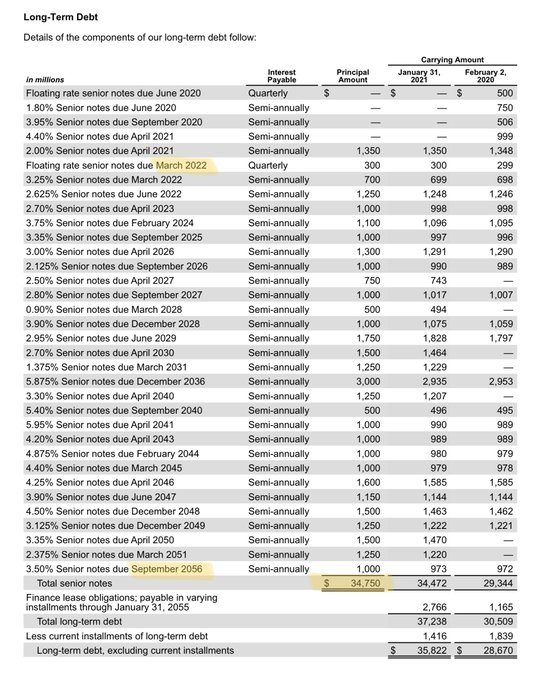 Long-Term Debt
Details of the components of our long-term debt follow:
Carrying Amount
in millions Interest Payable Principal Amount January 31, 2021 February 2, 2020
Floating rate senior notes due June 2020 Quarterly $ — $ — $ 500
1.80% Senior notes due June 2020 Semi-annually — — 750
3.95% Senior notes due September 2020 Semi-annually — — 506
4.40% Senior notes due April 2021 Semi-annually — — 999
2.00% Senior notes due April 2021 Semi-annually 1,350 1,350 1,348
Floating rate senior notes due March 2022 Quarterly 300 300 299
3.25% Senior notes due March 2022 Semi-annually 700 699 698
2.625% Senior notes due June 2022 Semi-annually 1,250 1,248 1,246
2.70% Senior notes due April 2023 Semi-annually 1,000 998 998
3.75% Senior notes due February 2024 Semi-annually 1,100 1,096 1,095
3.35% Senior notes due September 2025 Semi-annually 1,000 997 996
3.00% Senior notes due April 2026 Semi-annually 1,300 1,291 1,290
2.125% Senior notes due September 2026 Semi-annually 1,000 990 989
2.50% Senior notes due April 2027 Semi-annually 750 743 —
2.80% Senior notes due September 2027 Semi-annually 1,000 1,017 1,007
0.90% Senior notes due March 2028 Semi-annually 500 494 —
3.90% Senior notes due December 2028 Semi-annually 1,000 1,075 1,059
2.95% Senior notes due June 2029 Semi-annually 1,750 1,828 1,797
2.70% Senior notes due April 2030 Semi-annually 1,500 1,464 —
1.375% Senior notes due March 2031 Semi-annually 1,250 1,229 —
5.875% Senior notes due December 2036 Semi-annually 3,000 2,935 2,953
3.30% Senior notes due April 2040 Semi-annually 1,250 1,207 —
5.40% Senior notes due September 2040 Semi-annually 500 496 495
5.95% Senior notes due April 2041 Semi-annually 1,000 990 989
4.20% Senior notes due April 2043 Semi-annually 1,000 989 989
4.875% Senior notes due February 2044 Semi-annually 1,000 980 979
4.40% Senior notes due March 2045 Semi-annually 1,000 979 978
4.25% Senior notes due April 2046 Semi-annually 1,600 1,585 1,585
3.90% Senior notes due June 2047 Semi-annually 1,150 1,144 1,144
4.50% Senior notes due December 2048 Semi-annually 1,500 1,463 1,462
3.125% Senior notes due December 2049 Semi-annually 1,250 1,222 1,221
3.35% Senior notes due April 2050 Semi-annually 1,500 1,470 —
2.375% Senior notes due March 2051 Semi-annually 1,250 1,220 —
3.50% Senior notes due September 2056 Semi-annually 1,000 973 972
Total senior notes $ 34,750 34,472 29,344
Finance lease obligations; payable in varying
installments through January 31, 2055 2,766 1,165
Total long-term debt 37,238 30,509
Less current installments of long-term debt 1,416 1,839
Long-term debt, excluding current installments $ 35,822 $ 28,670